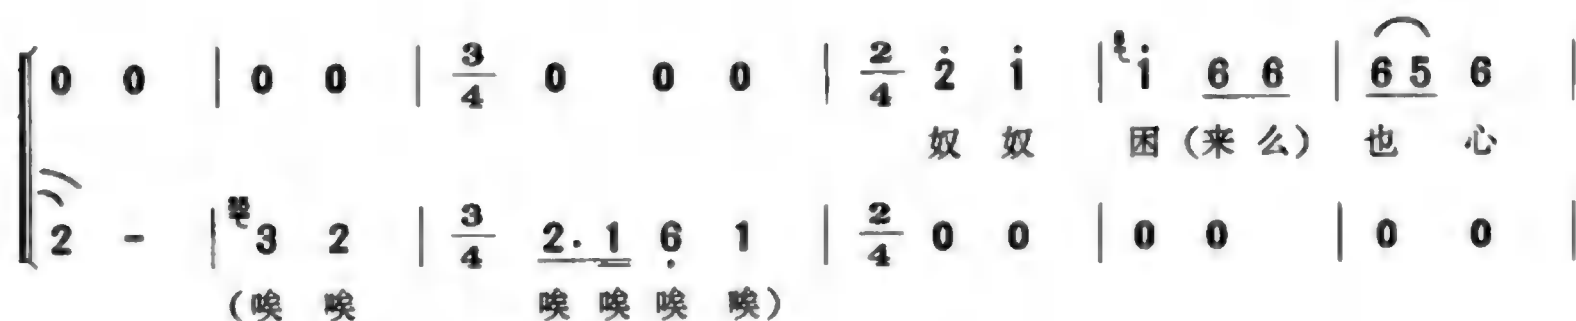 0 0 | 0 0 | 3/4 0 0 0 | 2/4 2̇ 1̇ | 1̇ 6 6 | 6 5 6 |
奴 奴 困 (来 么) 也 心
2 - | 3 2 | 3/4 2. 1 6̣ 1 | 2/4 0 0 | 0 0 | 0 0 |
(唉 唉 唉 唉 唉 唉)